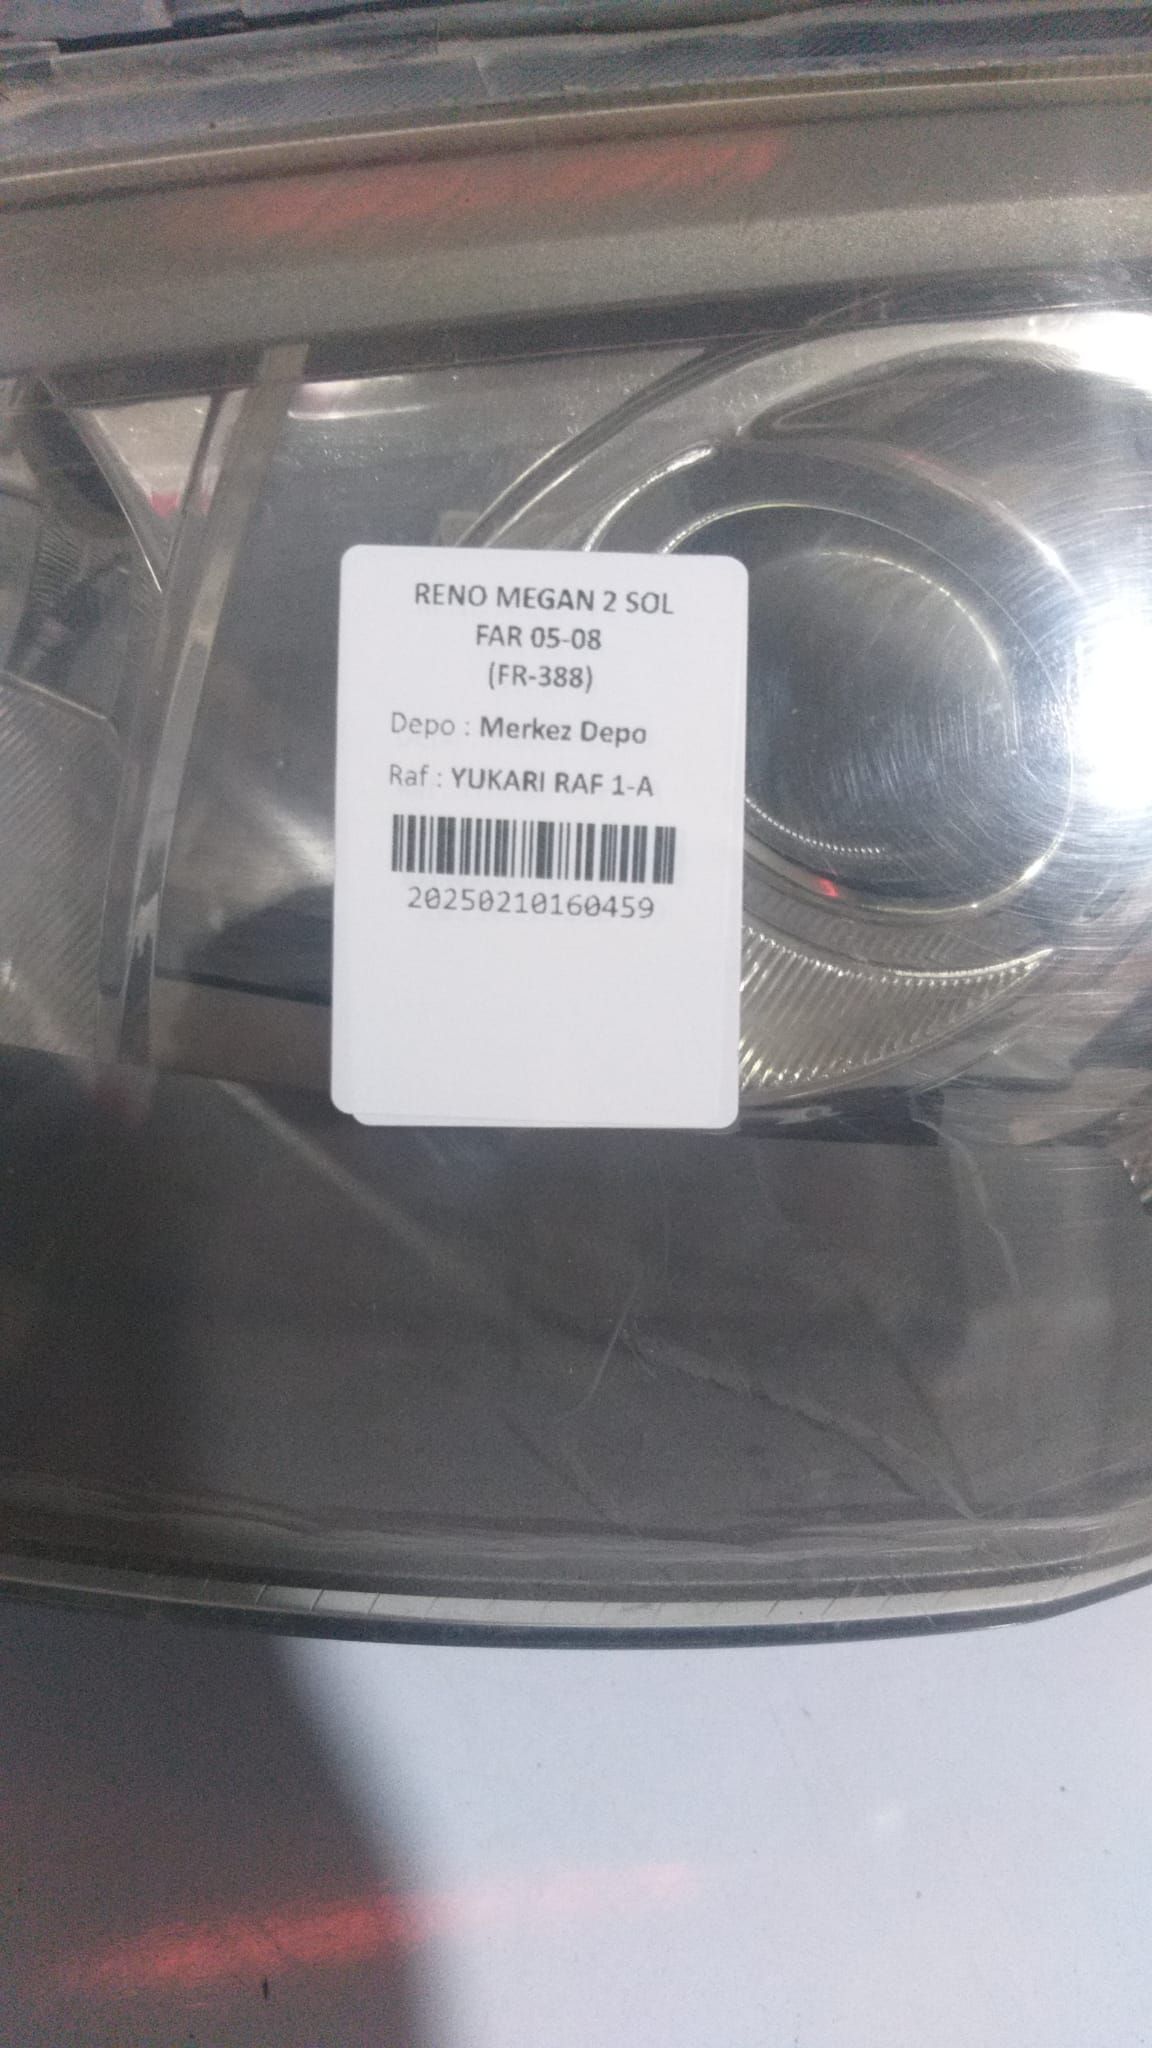 RENO MEGAN 2 SOL
FAR 05-08
(FR-388)
Depo : Merkez Depo
Raf : YUKARI RAF 1-A
20250210160459